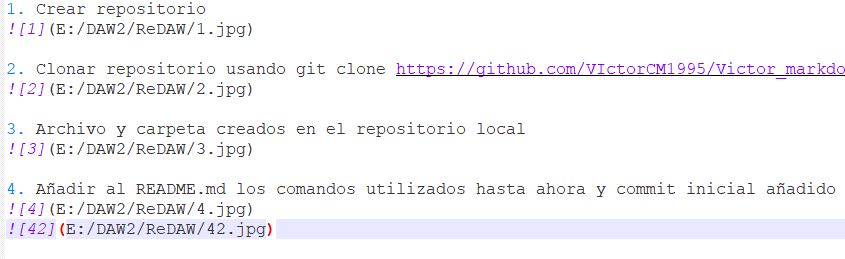 1. Crear repositorio
![1](E:/DAW2/ReDAW/1.jpg)
2. Clonar repositorio usando git clone https://github.com/VIctorCM1995/Victor_markdo
![2](E:/DAW2/ReDAW/2.jpg)
3. Archivo y carpeta creados en el repositorio local
![3](E:/DAW2/ReDAW/3.jpg)
4. Añadir al README.md los comandos utilizados hasta ahora y commit inicial añadido
![4](E:/DAW2/ReDAW/4.jpg)
![42](E:/DAW2/ReDAW/42.jpg)